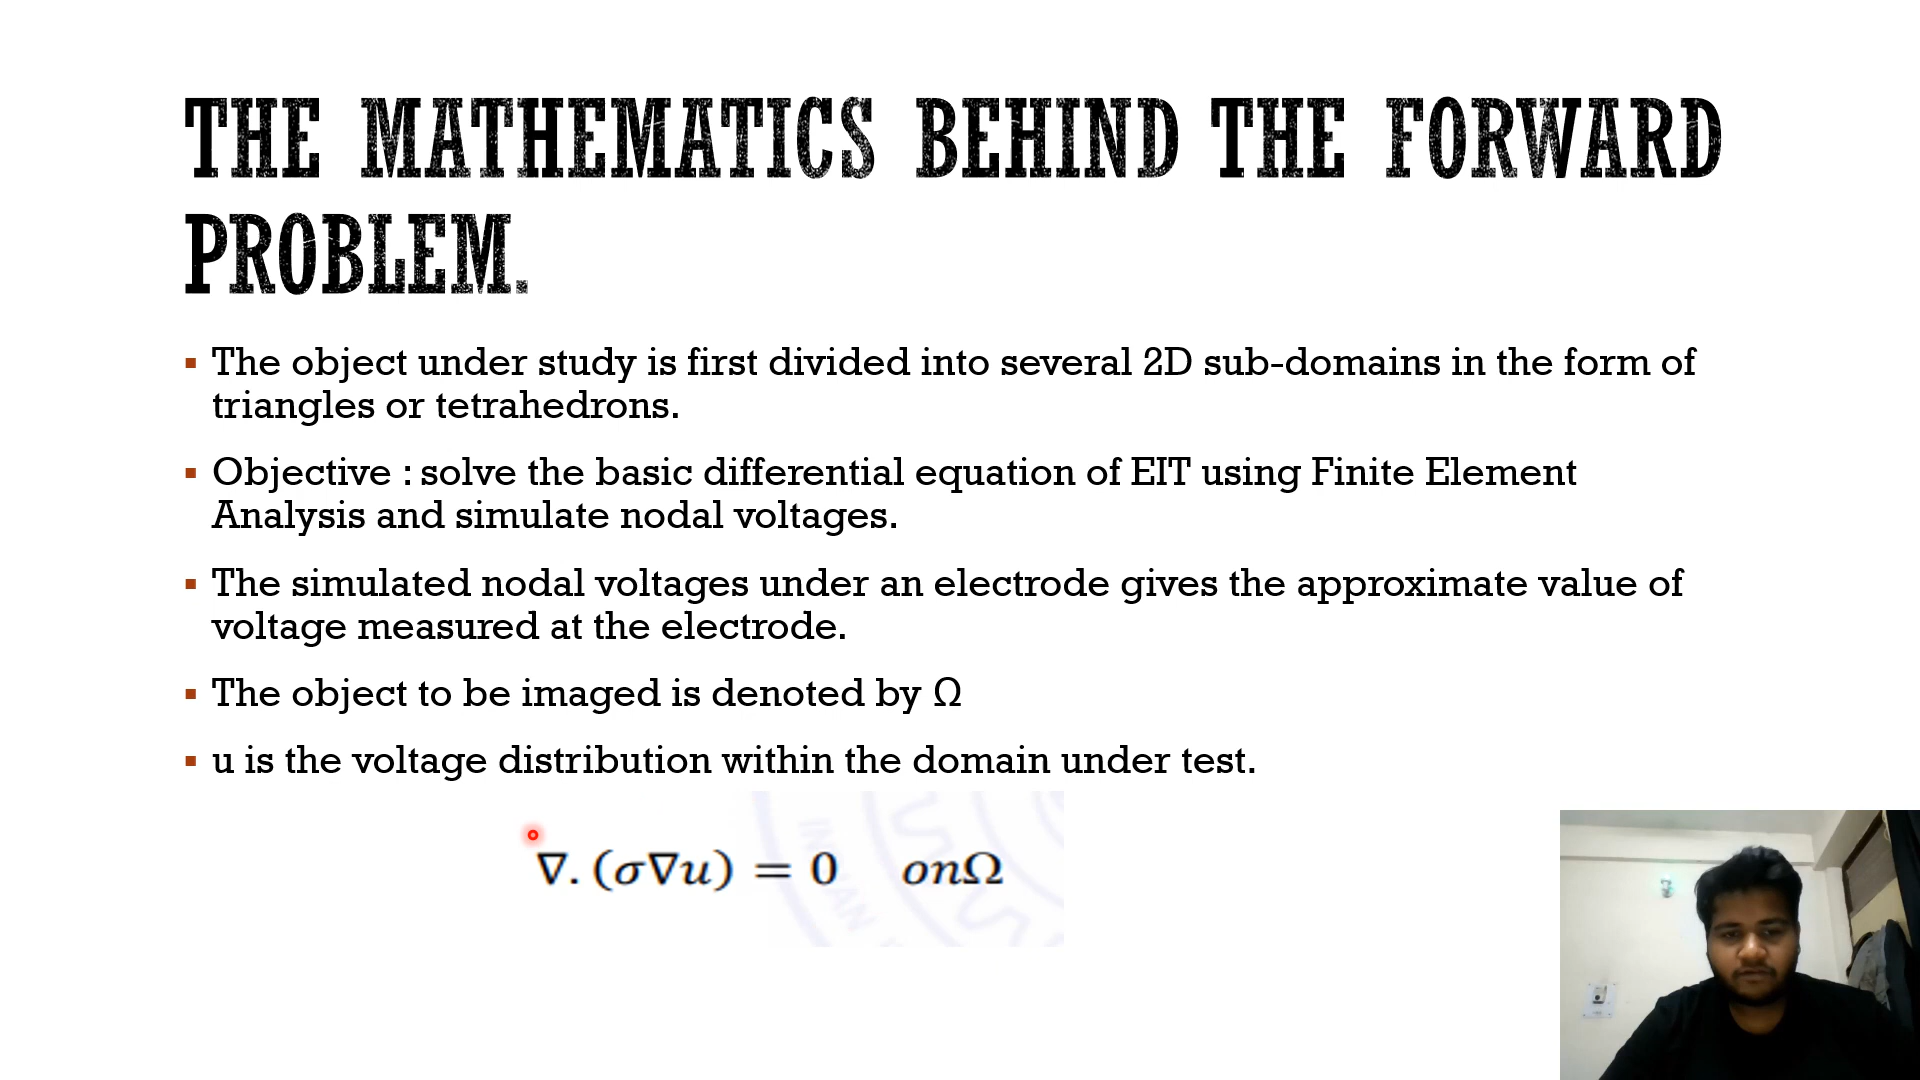 THE MATHEMATICS BEHIND THE FORWARD
PROBLEM.
▪ The object under study is first divided into several 2D sub-domains in the form of
triangles or tetrahedrons.
▪ Objective : solve the basic differential equation of EIT using Finite Element
Analysis and simulate nodal voltages.
▪ The simulated nodal voltages under an electrode gives the approximate value of
voltage measured at the electrode.
▪ The object to be imaged is denoted by Ω
▪ u is the voltage distribution within the domain under test.
∇. (σ∇u) = 0 onΩ